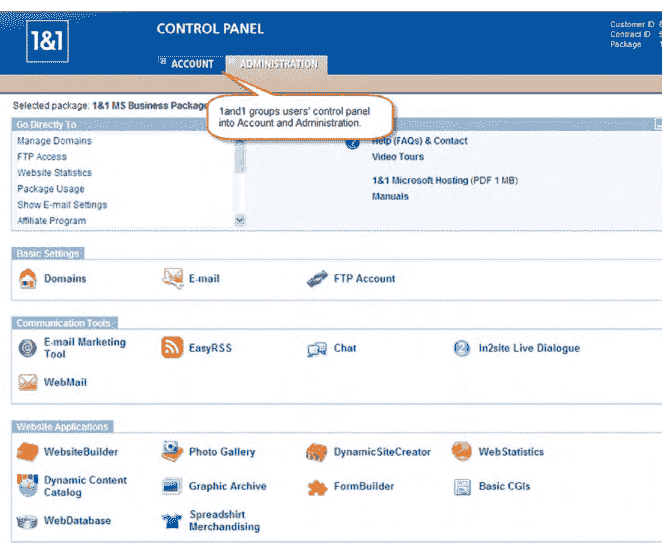 1&1
CONTROL PANEL
Customer ID
Contract ID
Package
ACCOUNT
ADMINISTRATION
Selected package: 1&1 MS Business Package
1and1 groups users' control panel
into Account and Administration.
Go Directly To
Manage Domains
FTP Access
Website Statistics
Package Usage
Show E-mail Settings
Affiliate Program
Help (FAQs) & Contact
Video Tours
1&1 Microsoft Hosting (PDF 1 MB)
Manuals
Basic Settings
Domains
E-mail
FTP Account
Communication Tools
E-mail Marketing
Tool
EasyRSS
Chat
In2site Live Dialogue
WebMail
Website Applications
WebsiteBuilder
Photo Gallery
DynamicSiteCreator
WebStatistics
Dynamic Content
Catalog
Graphic Archive
FormBuilder
Basic CGIs
WebDatabase
Spreadshirt
Merchandising